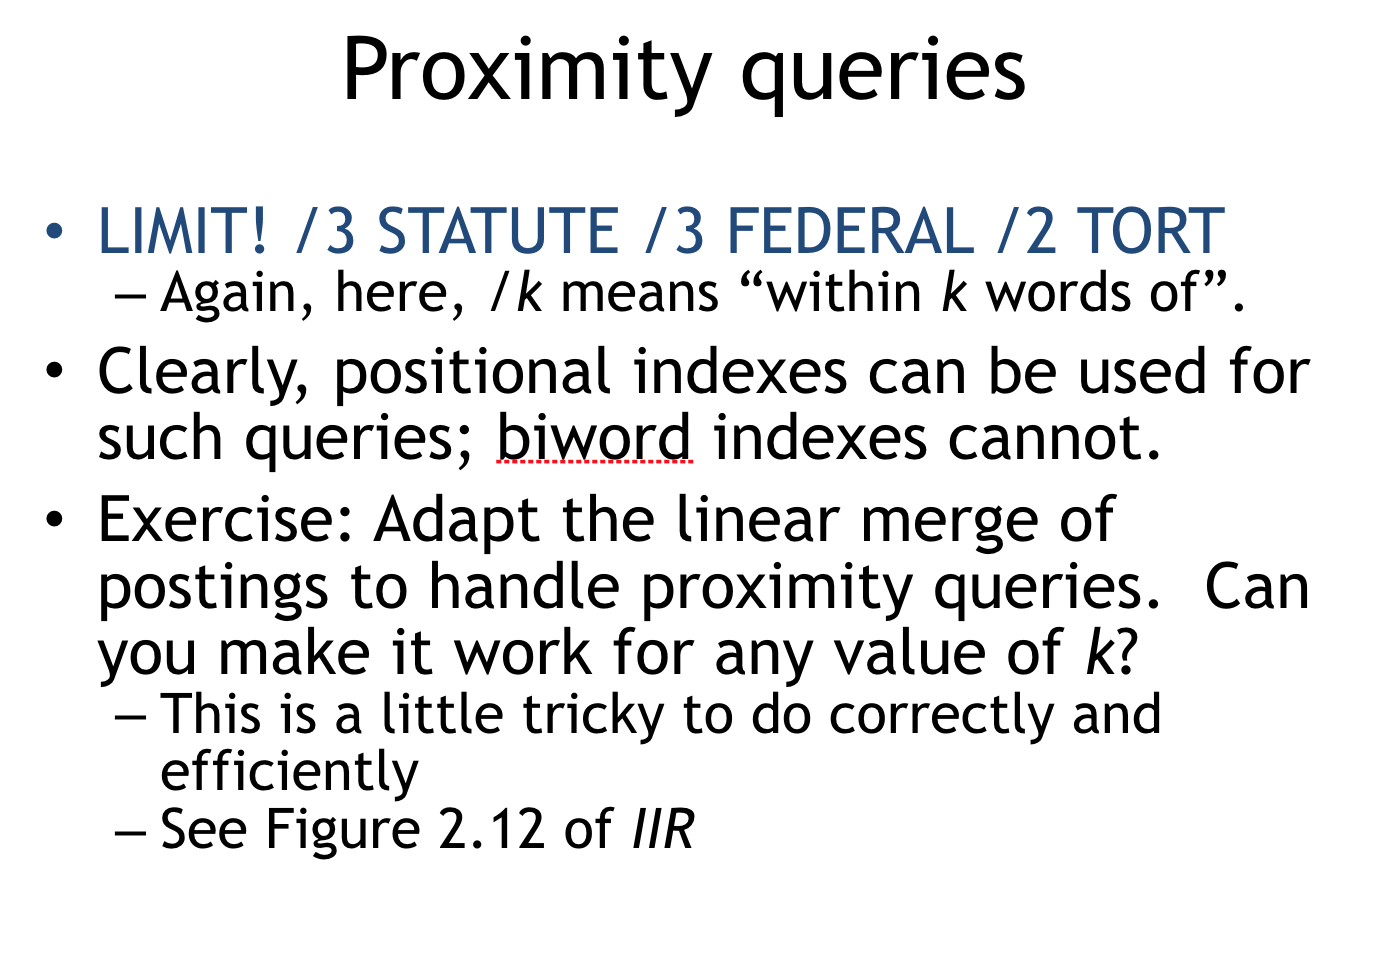 Proximity queries
• LIMIT! /3 STATUTE /3 FEDERAL /2 TORT
– Again, here, /k means “within k words of”.
• Clearly, positional indexes can be used for
such queries; biword indexes cannot.
• Exercise: Adapt the linear merge of
postings to handle proximity queries.  Can
you make it work for any value of k?
– This is a little tricky to do correctly and
efficiently
– See Figure 2.12 of IIR